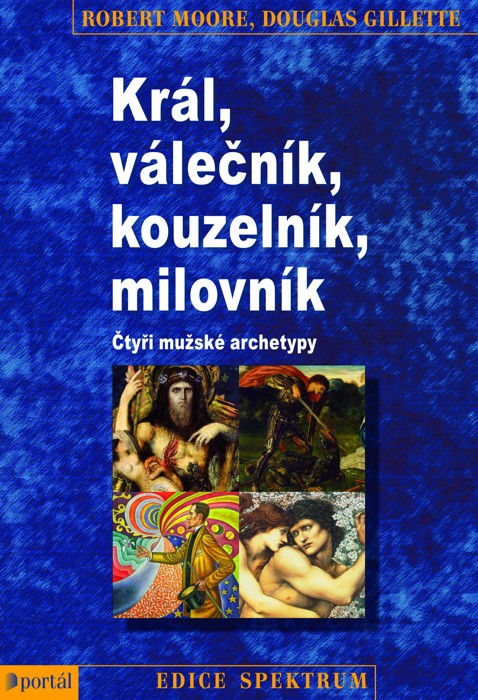 ROBERT MOORE, DOUGLAS GILLETTE
Král,
válečník,
kouzelník,
milovník
Čtyři mužské archetypy
portál
EDICE SPEKTRUM